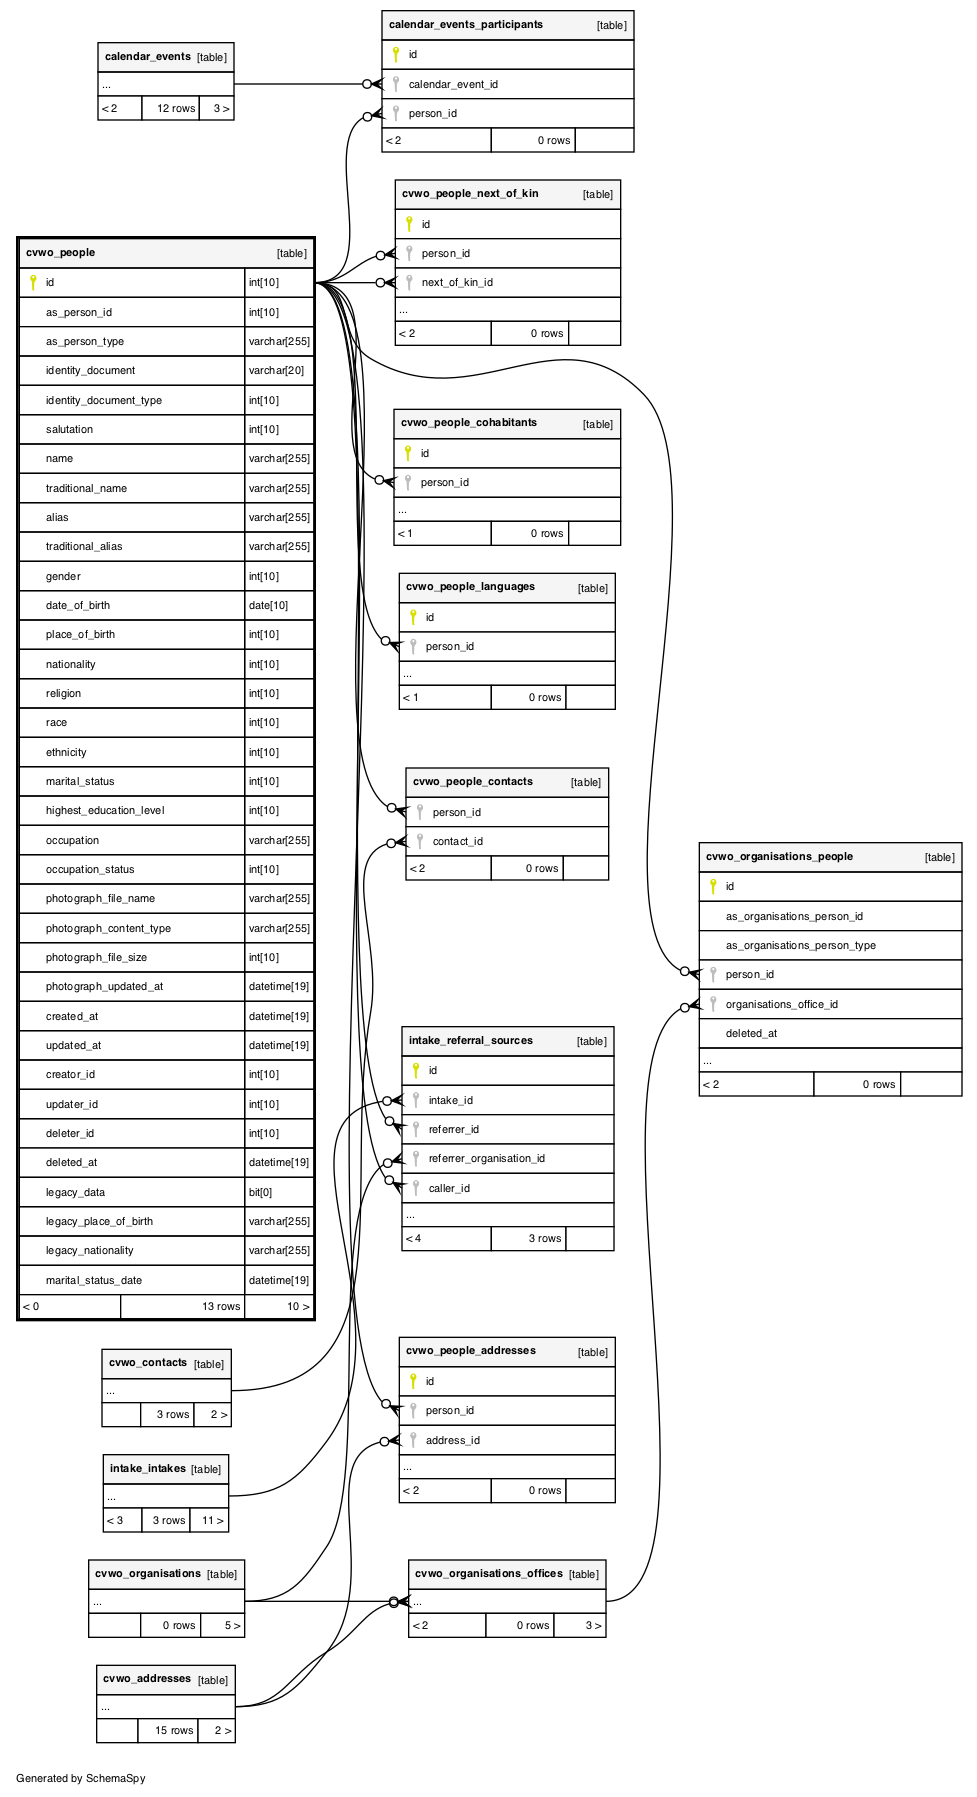 calendar_events [table]
...
< 2 12 rows 3 >
calendar_events_participants [table]
id
calendar_event_id
person_id
< 2 0 rows
cvwo_people_next_of_kin [table]
id
person_id
next_of_kin_id
...
< 2 0 rows
cvwo_people [table]
id int[10]
as_person_id int[10]
as_person_type varchar[255]
identity_document varchar[20]
identity_document_type int[10]
salutation int[10]
name varchar[255]
traditional_name varchar[255]
alias varchar[255]
traditional_alias varchar[255]
gender int[10]
date_of_birth date[10]
place_of_birth int[10]
nationality int[10]
religion int[10]
race int[10]
ethnicity int[10]
marital_status int[10]
highest_education_level int[10]
occupation varchar[255]
occupation_status int[10]
photograph_file_name varchar[255]
photograph_content_type varchar[255]
photograph_file_size int[10]
photograph_updated_at datetime[19]
created_at datetime[19]
updated_at datetime[19]
creator_id int[10]
updater_id int[10]
deleter_id int[10]
deleted_at datetime[19]
legacy_data bit[0]
legacy_place_of_birth varchar[255]
legacy_nationality varchar[255]
marital_status_date datetime[19]
< 0 13 rows 10 >
cvwo_people_cohabitants [table]
id
person_id
...
< 1 0 rows
cvwo_people_languages [table]
id
person_id
...
< 1 0 rows
cvwo_people_contacts [table]
person_id
contact_id
< 2 0 rows
cvwo_organisations_people [table]
id
as_organisations_person_id
as_organisations_person_type
person_id
organisations_office_id
deleted_at
...
< 2 0 rows
intake_referral_sources [table]
id
intake_id
referrer_id
referrer_organisation_id
caller_id
...
< 4 3 rows
cvwo_people_addresses [table]
id
person_id
address_id
...
< 2 0 rows
cvwo_contacts [table]
...
3 rows 2 >
intake_intakes [table]
...
< 3 3 rows 11 >
cvwo_organisations [table]
...
0 rows 5 >
cvwo_organisations_offices [table]
...
< 2 0 rows 3 >
cvwo_addresses [table]
...
15 rows 2 >
Generated by SchemaSpy